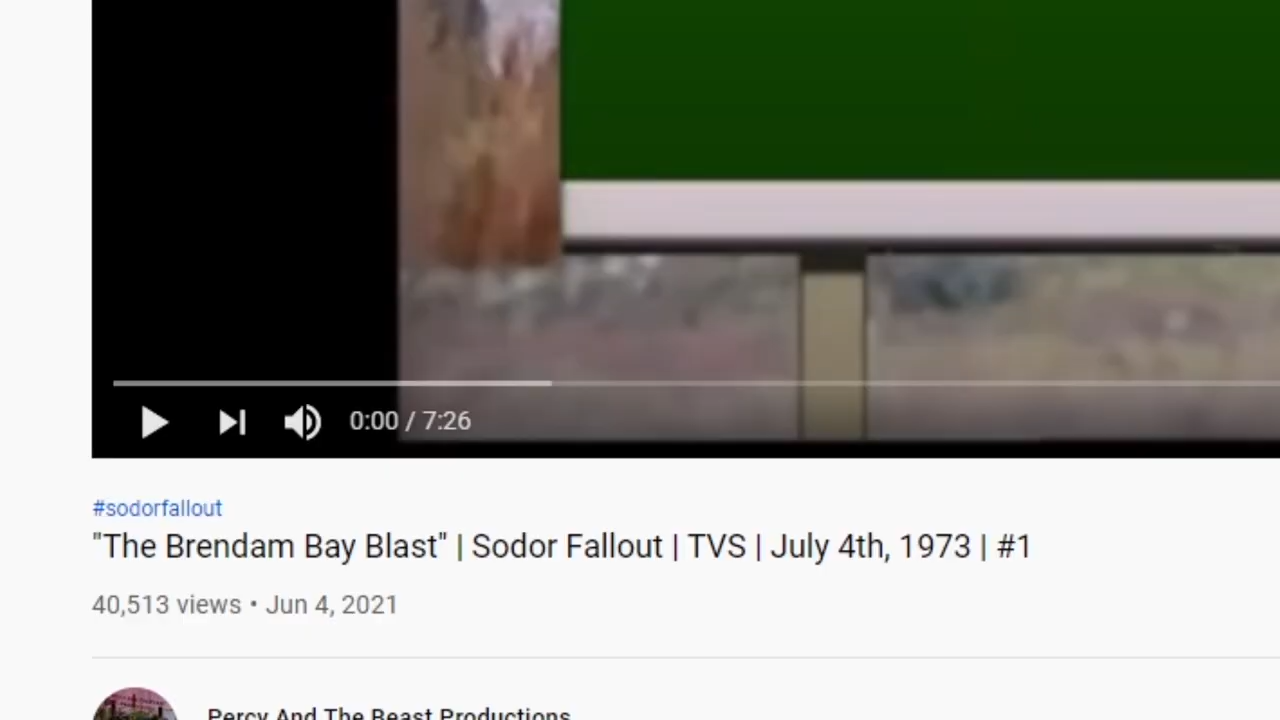 0:00 / 7:26
#sodorfallout
"The Brendam Bay Blast" | Sodor Fallout | TVS | July 4th, 1973 | #1
40,513 views • Jun 4, 2021
Percy And The Beast Productions